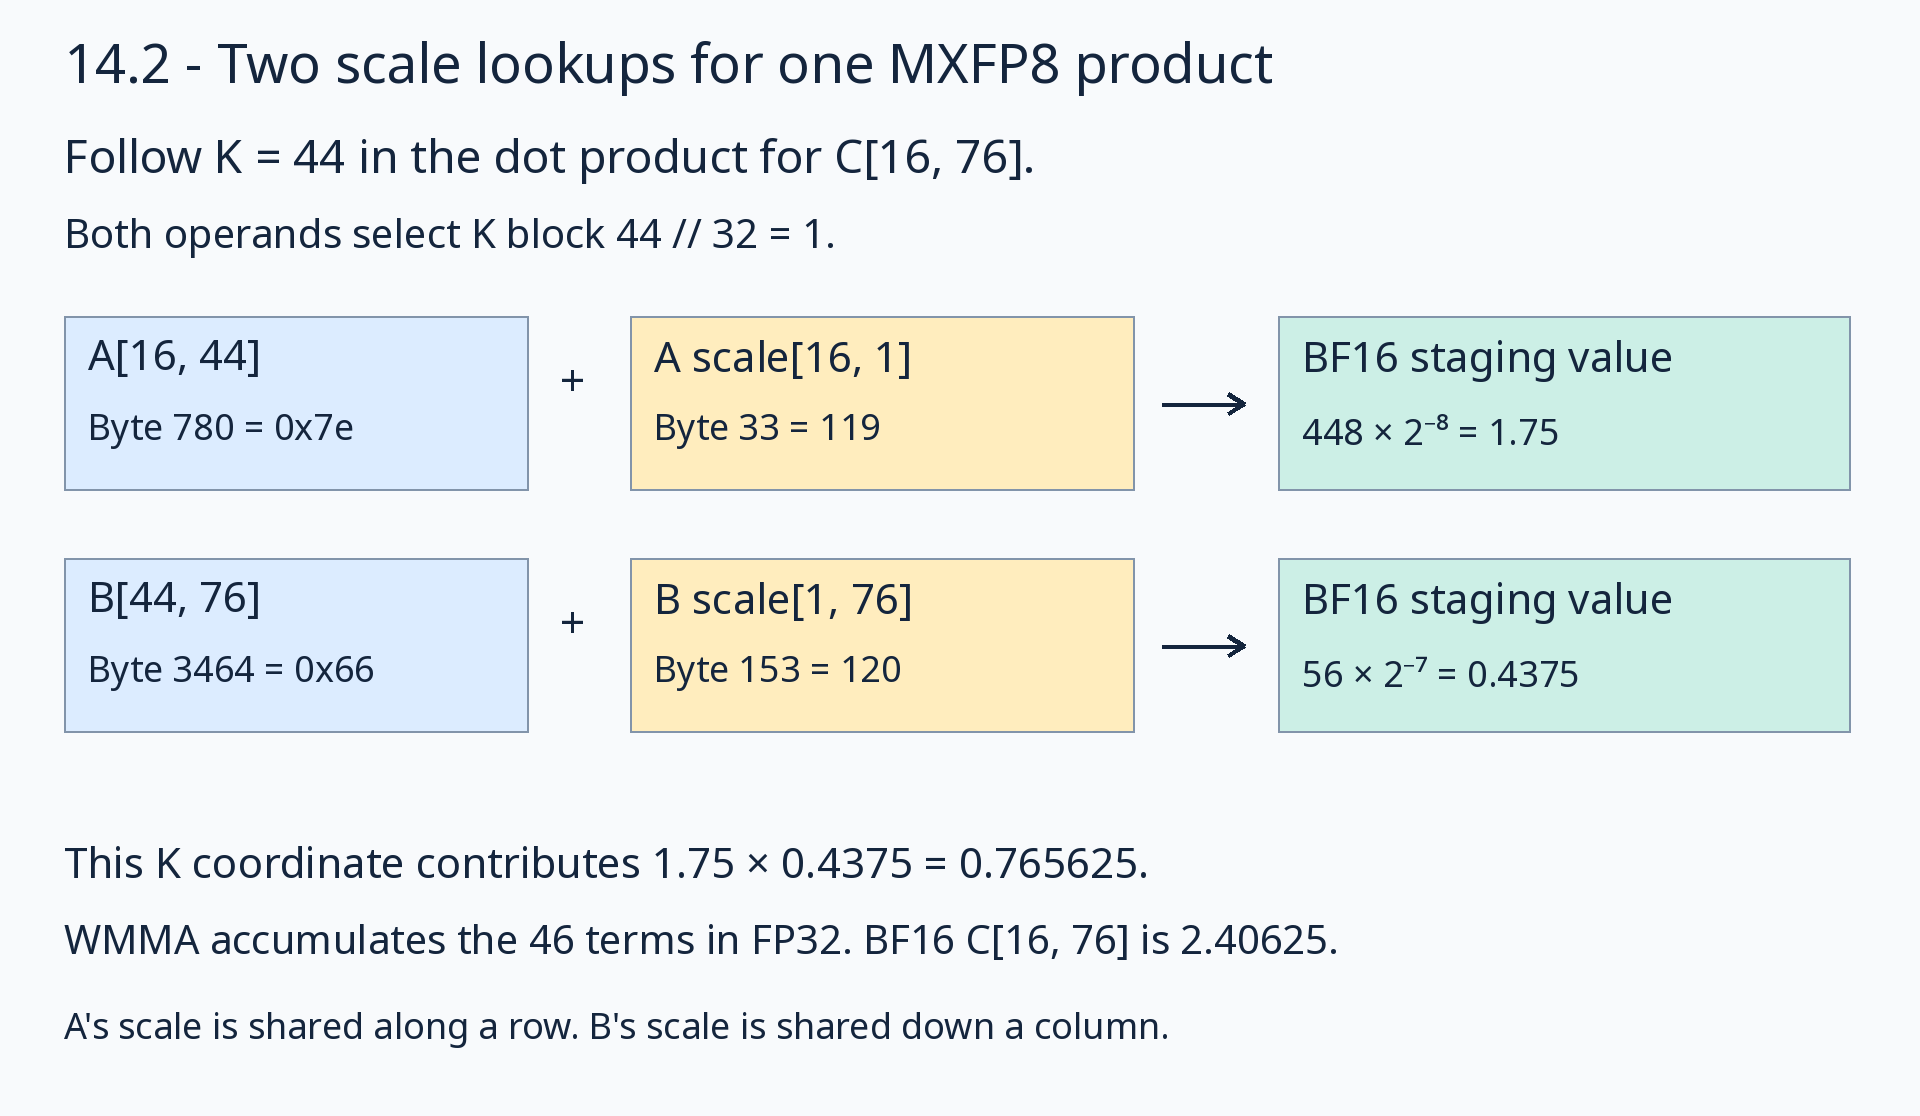 14.2 - Two scale lookups for one MXFP8 product
Follow K = 44 in the dot product for C[16, 76].
Both operands select K block 44 // 32 = 1.
A[16, 44]
Byte 780 = 0x7e
+
A scale[16, 1]
Byte 33 = 119
BF16 staging value
448 × 2⁻⁸ = 1.75
B[44, 76]
Byte 3464 = 0x66
+
B scale[1, 76]
Byte 153 = 120
BF16 staging value
56 × 2⁻⁷ = 0.4375
This K coordinate contributes 1.75 × 0.4375 = 0.765625.
WMMA accumulates the 46 terms in FP32. BF16 C[16, 76] is 2.40625.
A's scale is shared along a row. B's scale is shared down a column.